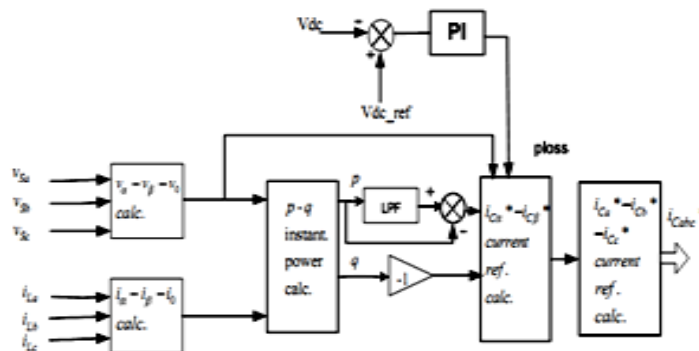 Vdc
-
+
PI
Vdc_ref
ploss
vSa
vSb
vSc
vα - vβ - v0
calc.
p - q
instant.
power
calc.
p
LPF
+
-
q
-1
iCα* - iCβ*
current
ref.
calc.
iCa* - iCb*
- iCc*
current
ref.
calc.
iCabc
iLa
iLb
iLc
iα - iβ - i0
calc.